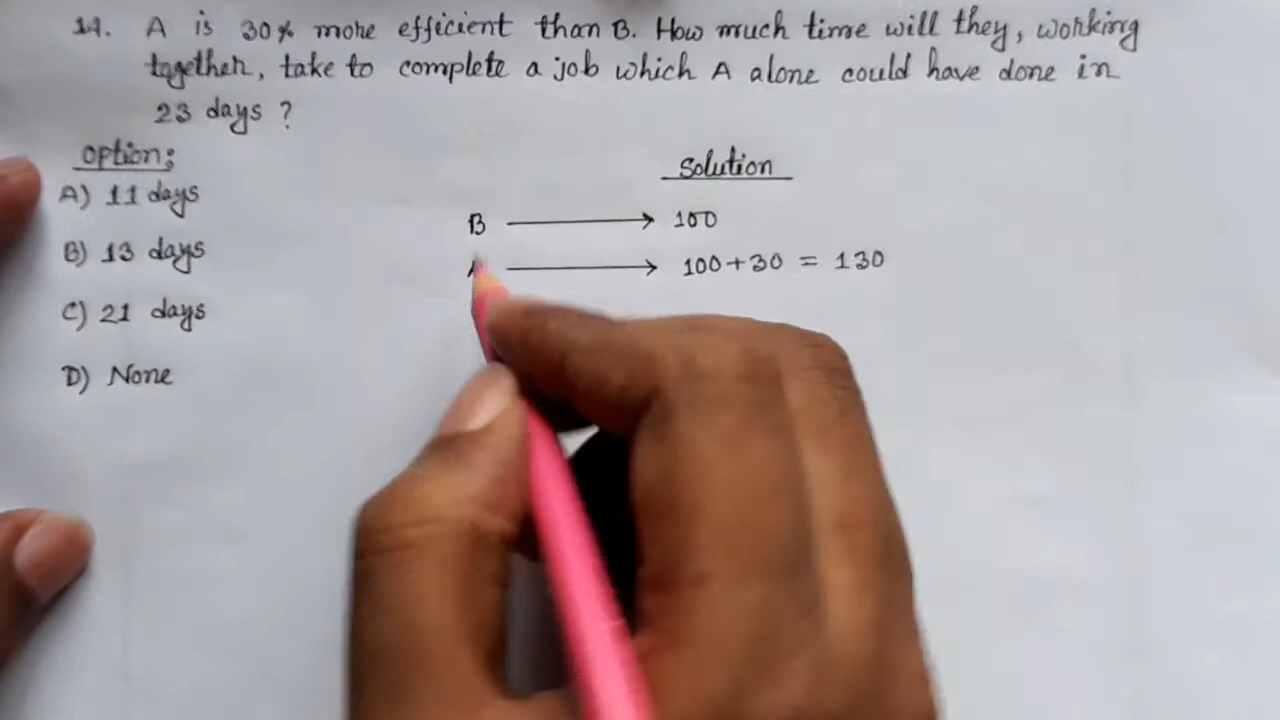 14. A is 30% more efficient than B. How much time will they, working
together, take to complete a job which A alone could have done in
23 days ?
option:
A) 11 days
B) 13 days
C) 21 days
D) None
Solution
B → 100
A → 100+30 = 130